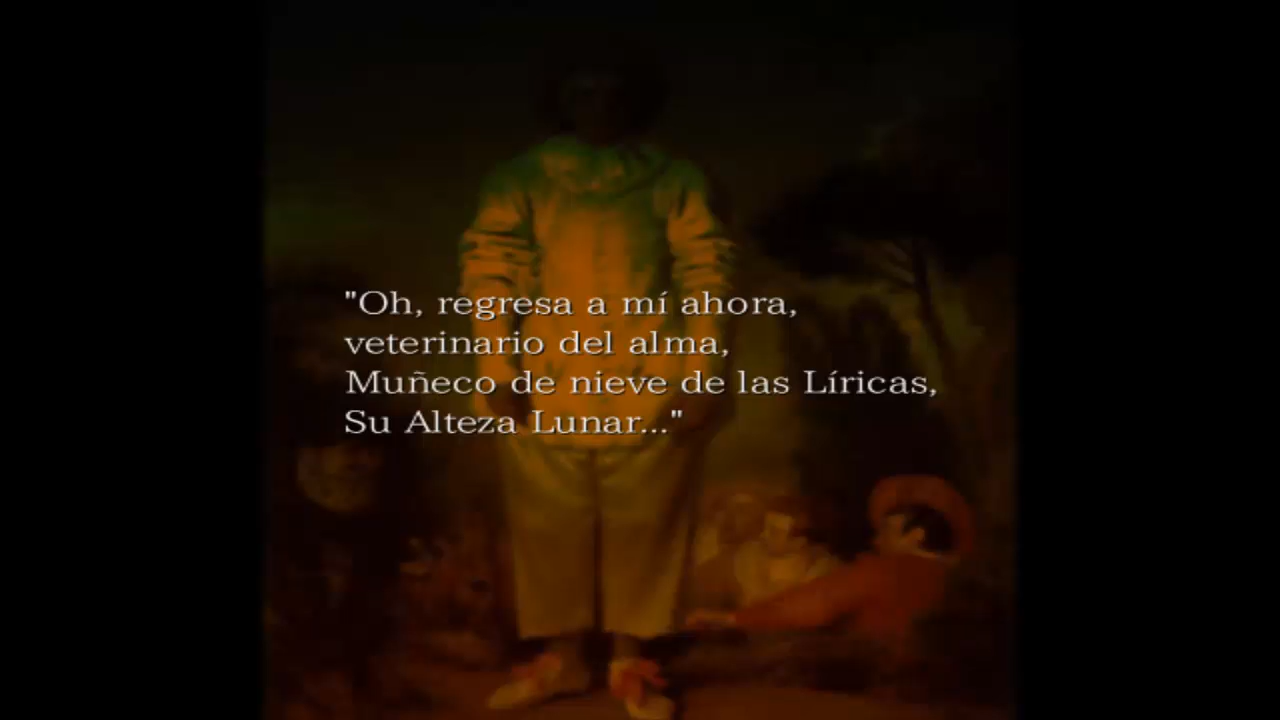 "Oh, regresa a mí ahora,
veterinario del alma,
Muñeco de nieve de las Líricas,
Su Alteza Lunar..."